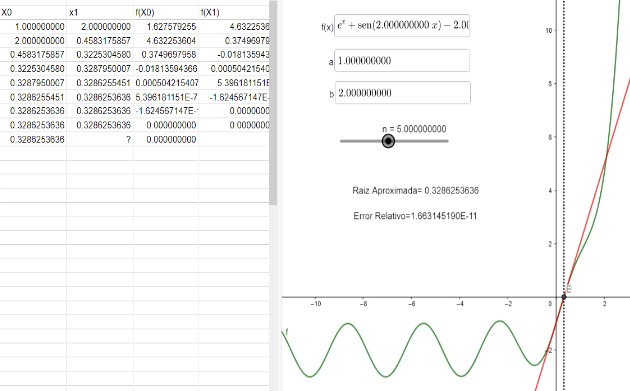 X0 x1 f(X0) f(X1)
1.000000000 2.000000000 1.627579255 4.6322536
2.000000000 0.4583175857 4.632253604 0.3749697
0.4583175857 0.3225304580 0.3749697958 -0.01813594
0.3225304580 0.3287950007 -0.01813594366 0.00050421540
0.3287950007 0.3286255451 0.000504215407 5.396181151E
0.3286255451 0.3286253636 5.396181151E-7 -1.624567147E-
0.3286253636 0.3286253636 -1.624567147E- 0.0000000
0.3286253636 0.3286253636 0.000000000 0.0000000
0.3286253636 ? 0.000000000
f(x) e^x + sen(2.000000000 x) − 2.00
a 1.000000000
b 2.000000000
n = 5.000000000
Raiz Aproximada= 0.3286253636
Error Relativo=1.663145190E-11
10
8
6
4
2
E
−10 −8 −6 −4 −2 0 2
f
−2